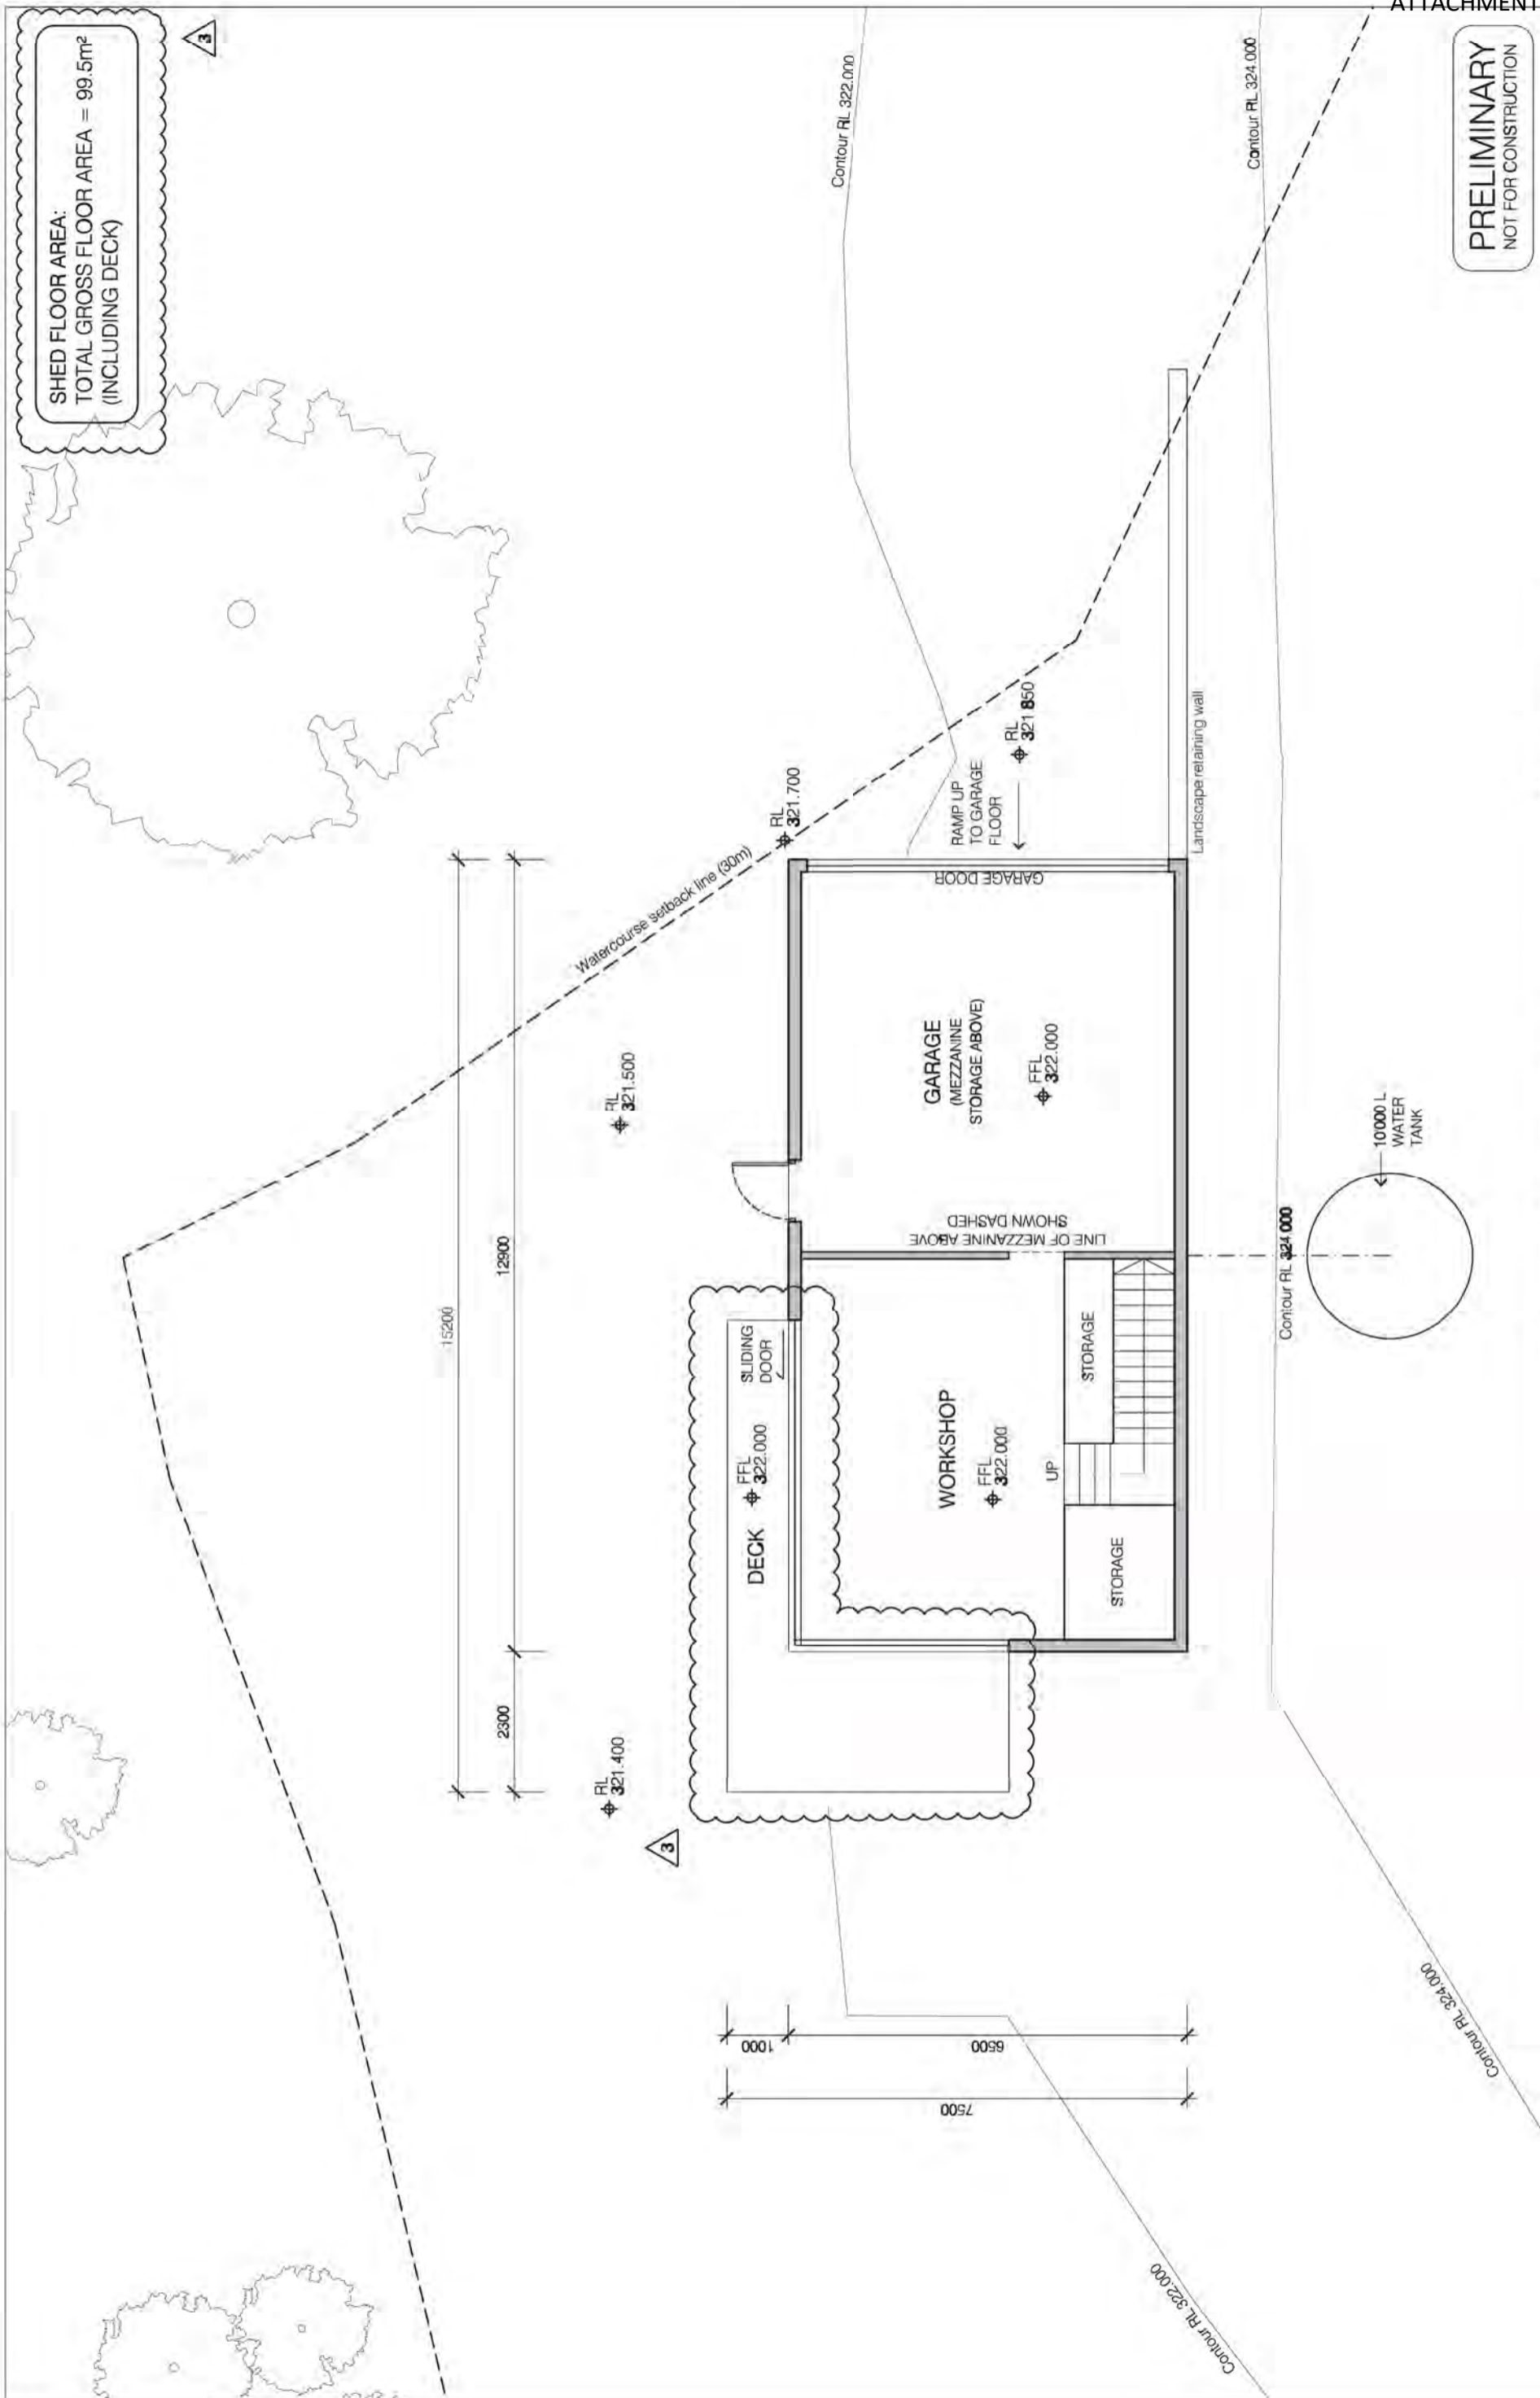 ATTACHMENT
SHED FLOOR AREA:
TOTAL GROSS FLOOR AREA = 99.5m²
(INCLUDING DECK)
3
PRELIMINARY
NOT FOR CONSTRUCTION
Contour RL 322.000
Contour RL 324.000
Watercourse setback line (30m)
RL
321.700
RAMP UP
TO GARAGE
FLOOR
RL
321.850
Landscape retaining wall
15200
12900
2300
RL
321.500
RL
321.400
3
GARAGE DOOR
GARAGE
(MEZZANINE
STORAGE ABOVE)
FFL
322.000
LINE OF MEZZANINE ABOVE
SHOWN DASHED
SLIDING
DOOR
DECK
FFL
322.000
WORKSHOP
FFL
322.000
UP
STORAGE
STORAGE
10'000 L
WATER
TANK
Contour RL 324.000
1000
6500
7500
Contour RL 322.000
Contour RL 324.000